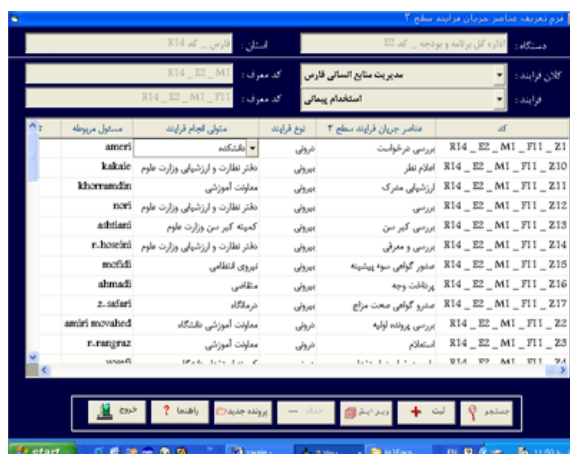 فرم تعریف عناصر جریان فرایند سطح ۳
دستگاه : اداره کل برنامه و بودجه _ کد E2 استان : فارس _ کد R14
کلان فرایند : مدیریت منابع انسانی فارس کد معرف : R14 _ E2 _ M1
فرایند : استخدام پیمانی کد معرف : R14 _ E2 _ M1 _ F11
کد عناصر جریان فرایند سطح ۳ نوع فرایند متولی انجام فرایند مسئول مربوطه
R14 _ E2 _ M1 _ F11 _ Z1 بررسی درخواست درونی دانشکده ameri
R14 _ E2 _ M1 _ F11 _ Z10 اعلام نظر بیرونی دفتر نظارت و ارزشیابی وزارت علوم kakaie
R14 _ E2 _ M1 _ F11 _ Z11 ارزشیابی مدرک بیرونی معاونت آموزشی khorramdin
R14 _ E2 _ M1 _ F11 _ Z12 بررسی بیرونی دفتر نظارت و ارزشیابی وزارت علوم nori
R14 _ E2 _ M1 _ F11 _ Z13 بررسی کبر سن بیرونی کمیته کبر سن وزارت علوم ashtiani
R14 _ E2 _ M1 _ F11 _ Z14 بررسی و معرفی بیرونی دفتر نظارت و ارزشیابی وزارت علوم n.hoseini
R14 _ E2 _ M1 _ F11 _ Z15 صدور گواهی سوء پیشینه بیرونی نیروی انتظامی mofidi
R14 _ E2 _ M1 _ F11 _ Z16 پرداخت وجه بیرونی متقاضی ahmadi
R14 _ E2 _ M1 _ F11 _ Z17 صدرو گواهی صحت مزاج بیرونی درمانگاه z.safari
R14 _ E2 _ M1 _ F11 _ Z2 بررسی پرونده اولیه درونی معاونت آموزشی دانشگاه amiri movahed
R14 _ E2 _ M1 _ F11 _ Z3 استعلام درونی معاونت آموزشی n.rangraz
جستجو ثبت ویرایش حذف پرونده جدید راهنما خروج
start EN 11:50